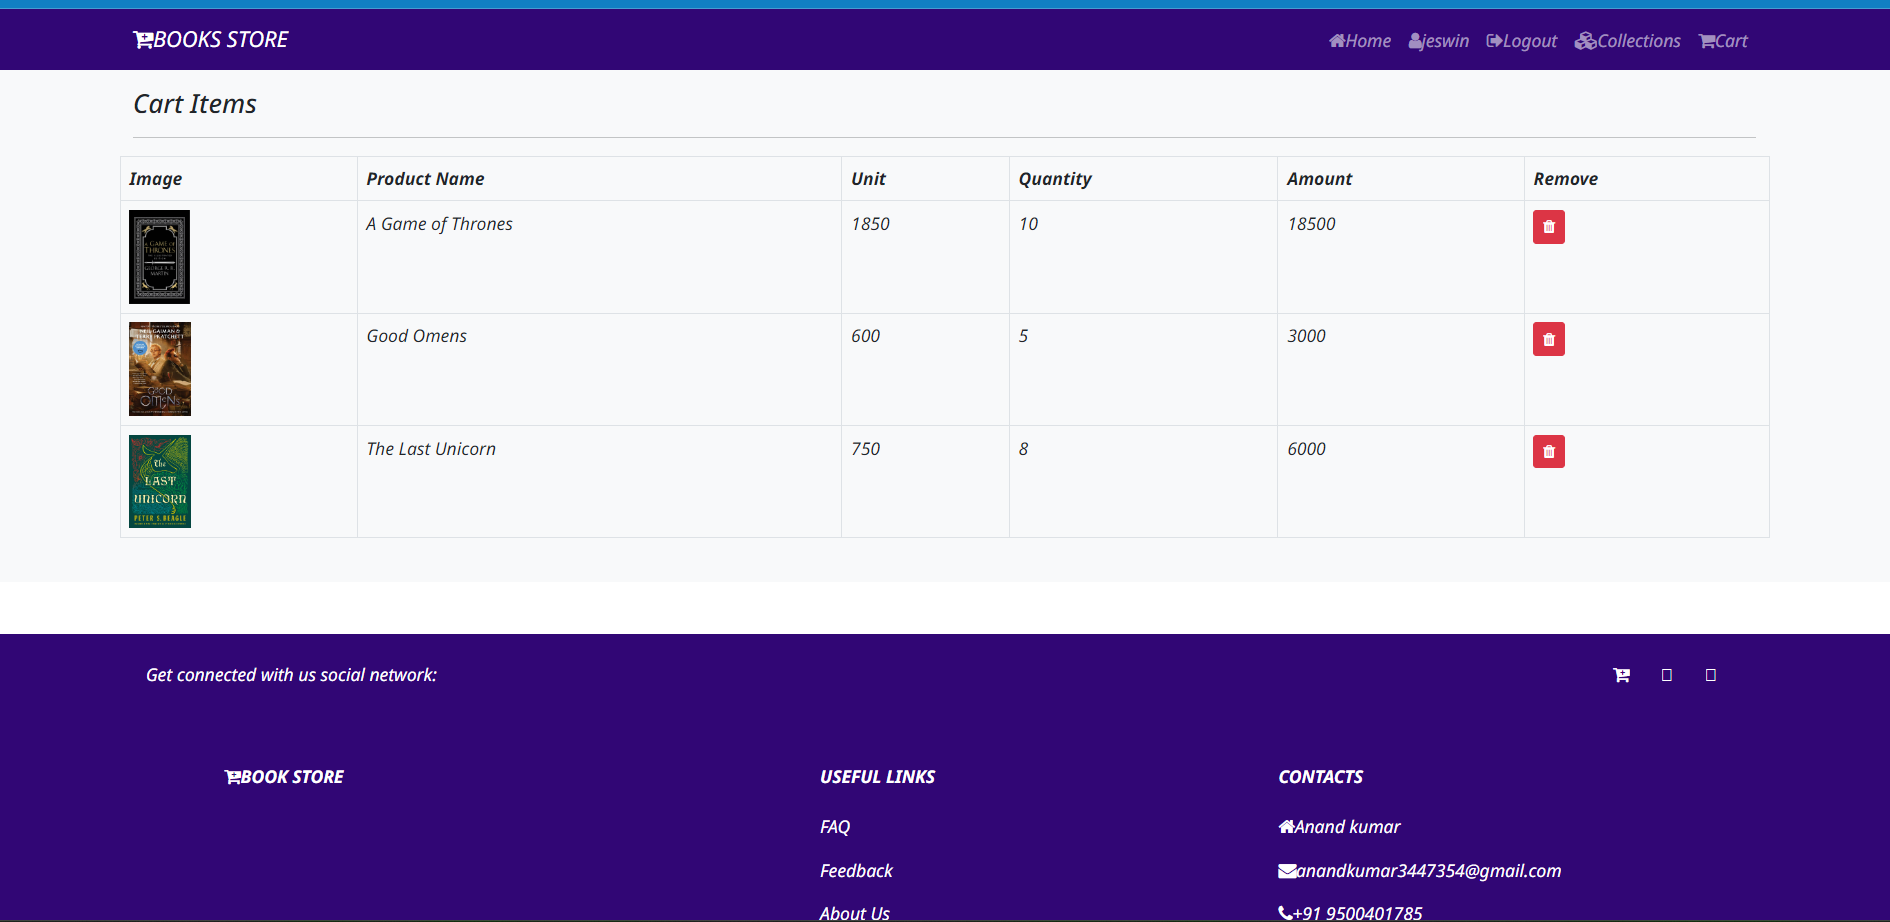 BOOKS STORE Home jeswin Logout Collections Cart
Cart Items
Image Product Name Unit Quantity Amount Remove
A GAME OF
THRONES
GEORGE R. R.
MARTIN
A Game of Thrones 1850 10 18500
NEIL GAIMAN &
TERRY PRATCHETT
GOOD
OMENS
Good Omens 600 5 3000
The
LAST
UNICORN
PETER S. BEAGLE
The Last Unicorn 750 8 6000
Get connected with us social network:
BOOK STORE USEFUL LINKS CONTACTS
FAQ Anand kumar
Feedback anandkumar3447354@gmail.com
About Us +91 9500401785